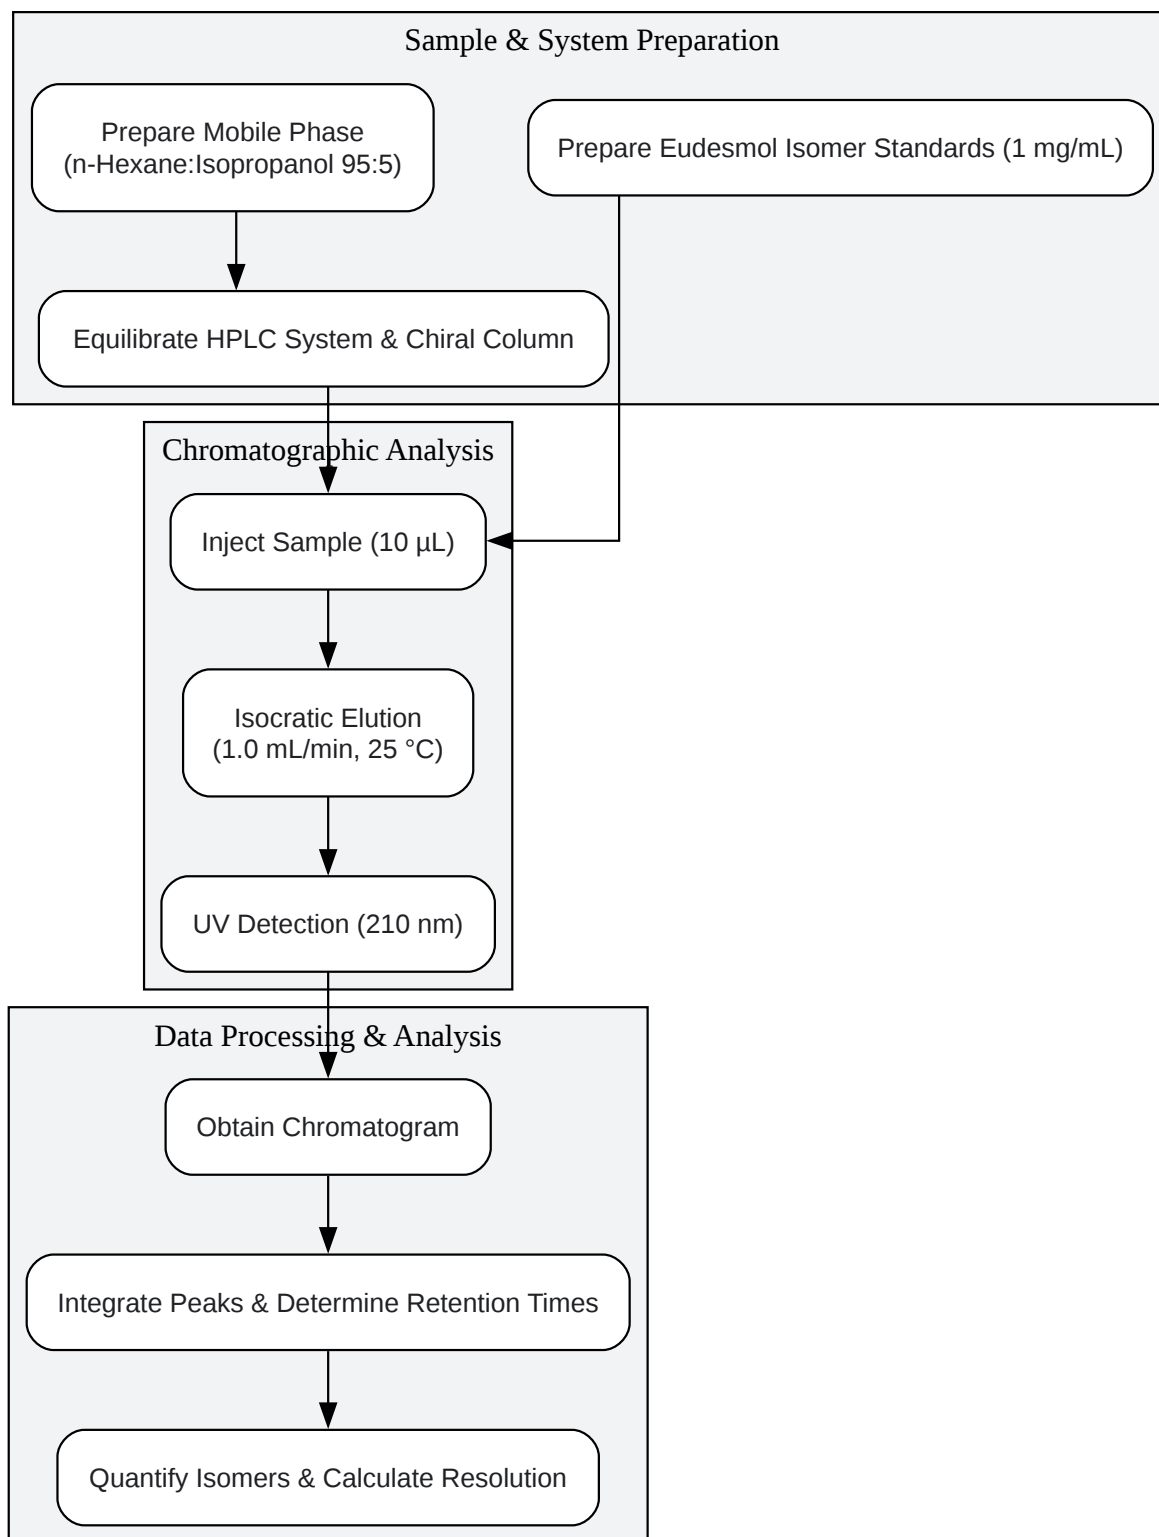 Sample & System Preparation
Prepare Mobile Phase
(n-Hexane:Isopropanol 95:5)
Prepare Eudesmol Isomer Standards (1 mg/mL)
Equilibrate HPLC System & Chiral Column
Chromatographic Analysis
Inject Sample (10 µL)
Isocratic Elution
(1.0 mL/min, 25 °C)
UV Detection (210 nm)
Data Processing & Analysis
Obtain Chromatogram
Integrate Peaks & Determine Retention Times
Quantify Isomers & Calculate Resolution